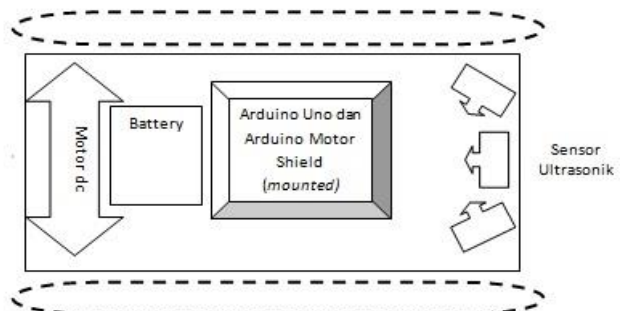 Motor dc
Battery
Arduino Uno dan
Arduino Motor
Shield
(mounted)
Sensor
Ultrasonik